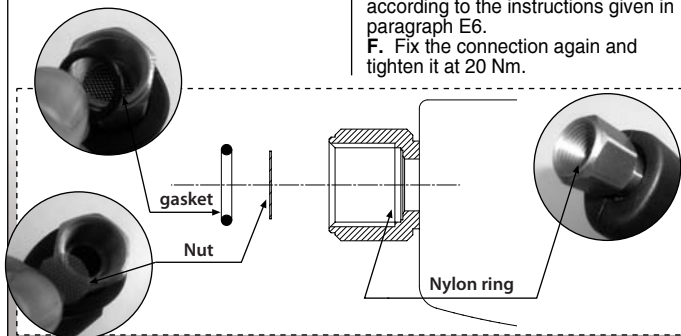 according to the instructions given in
paragraph E6.
F. Fix the connection again and
tighten it at 20 Nm.
gasket
Nut
Nylon ring